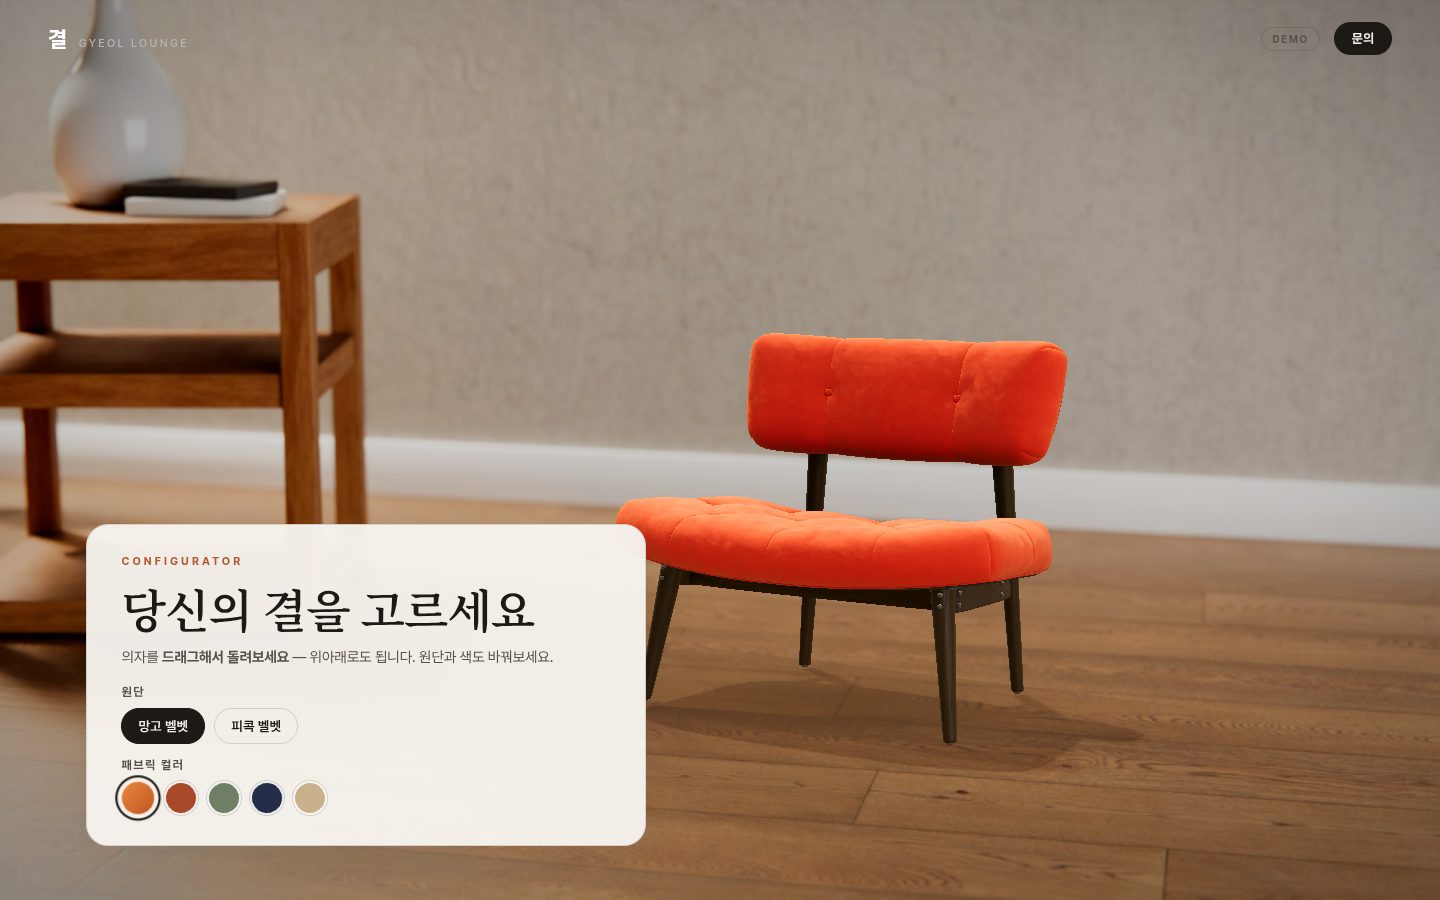 결 GYEOL LOUNGE
DEMO
문의
CONFIGURATOR
당신의 결을 고르세요
의자를 드래그해서 돌려보세요 — 위아래로도 됩니다. 원단과 색도 바꿔보세요.
원단
망고 벨벳
피콕 벨벳
패브릭 컬러